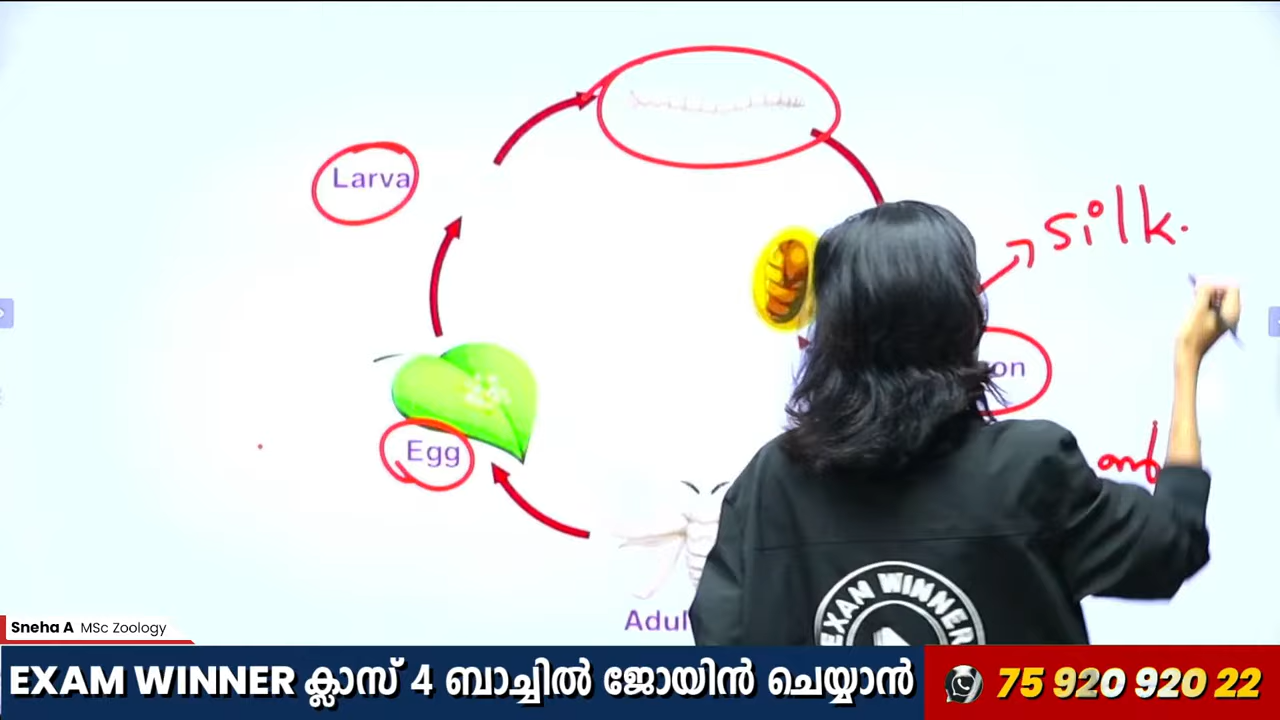 Larva
silk.
on
Egg
Adul
EXAM WINNER
Sneha A MSc Zoology
EXAM WINNER ക്ലാസ് 4 ബാച്ചിൽ ജോയിൻ ചെയ്യാൻ
75 920 920 22